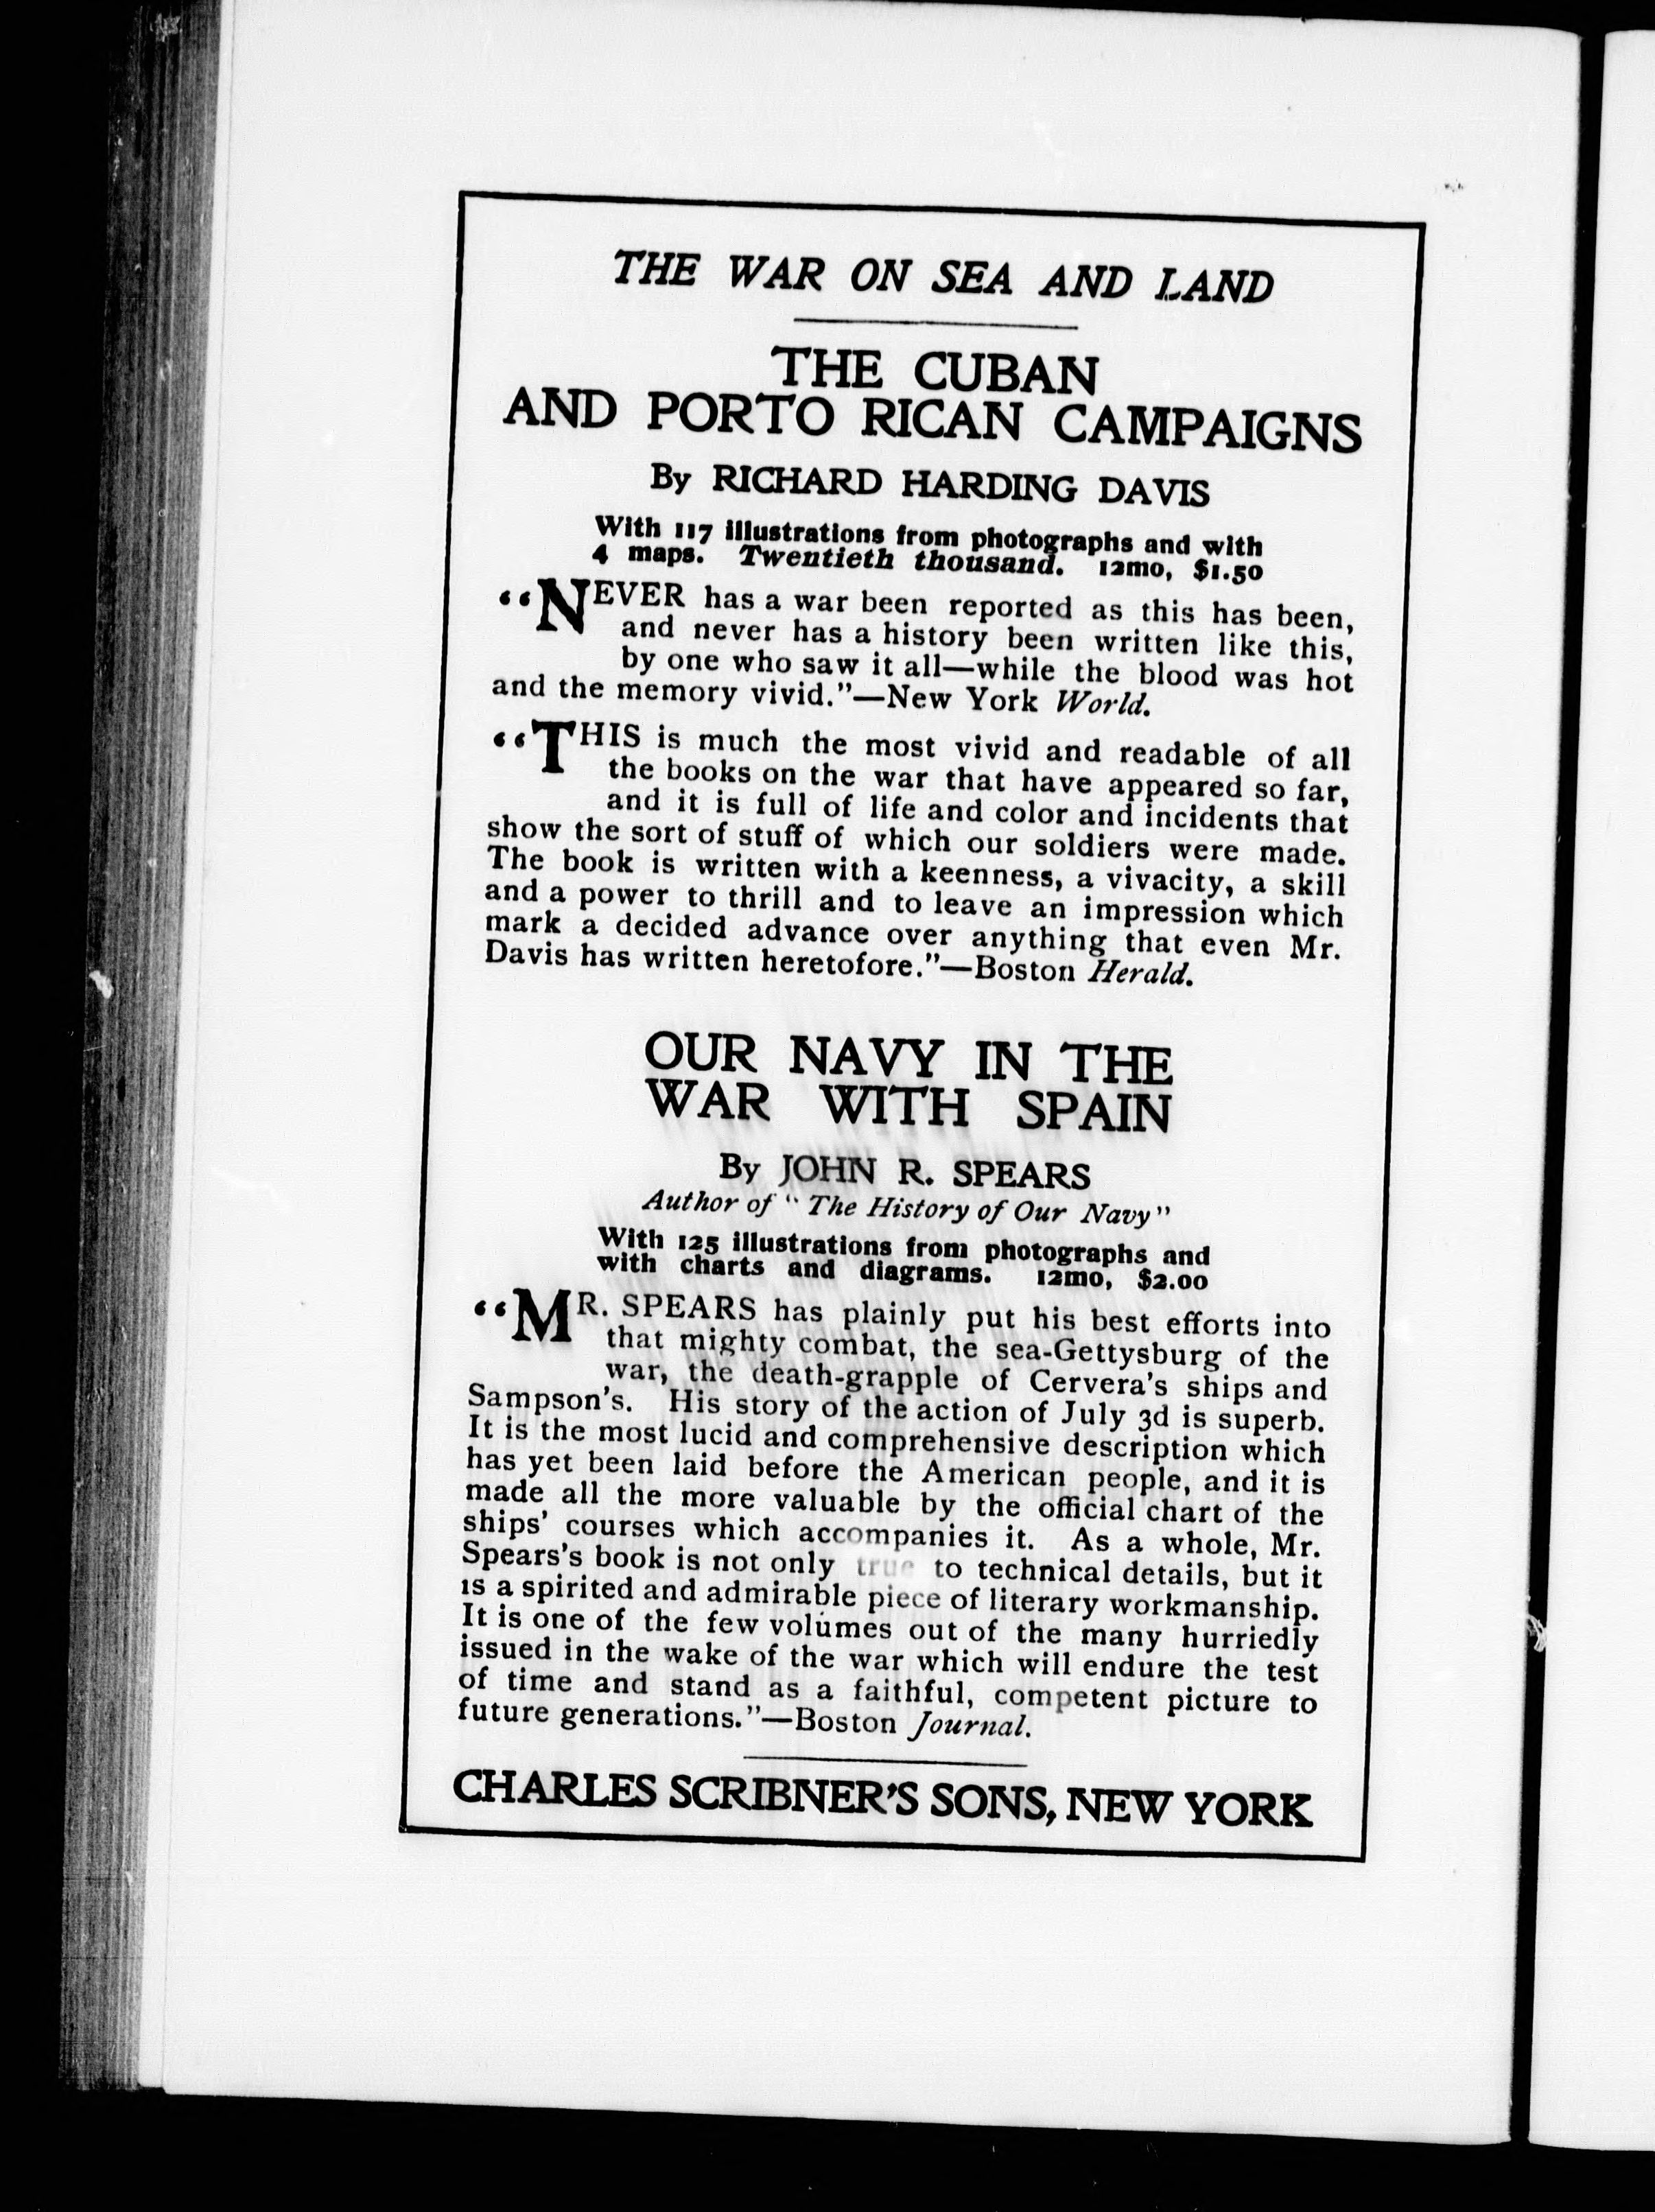 THE WAR ON SEA AND LAND
THE CUBAN
AND PORTO RICAN CAMPAIGNS
By RICHARD HARDING DAVIS
With 117 illustrations from photographs and with
4 maps. Twentieth thousand. 12mo, $1.50
“NEVER has a war been reported as this has been,
and never has a history been written like this,
by one who saw it all—while the blood was hot
and the memory vivid.”—New York World.
“THIS is much the most vivid and readable of all
the books on the war that have appeared so far,
and it is full of life and color and incidents that
show the sort of stuff of which our soldiers were made.
The book is written with a keenness, a vivacity, a skill
and a power to thrill and to leave an impression which
mark a decided advance over anything that even Mr.
Davis has written heretofore.”—Boston Herald.
OUR NAVY IN THE
WAR WITH SPAIN
By JOHN R. SPEARS
Author of “The History of Our Navy”
With 125 illustrations from photographs and
with charts and diagrams. 12mo, $2.00
“MR. SPEARS has plainly put his best efforts into
that mighty combat, the sea-Gettysburg of the
war, the death-grapple of Cervera’s ships and
Sampson’s. His story of the action of July 3d is superb.
It is the most lucid and comprehensive description which
has yet been laid before the American people, and it is
made all the more valuable by the official chart of the
ships’ courses which accompanies it. As a whole, Mr.
Spears’s book is not only true to technical details, but it
is a spirited and admirable piece of literary workmanship.
It is one of the few volumes out of the many hurriedly
issued in the wake of the war which will endure the test
of time and stand as a faithful, competent picture to
future generations.”—Boston Journal.
CHARLES SCRIBNER’S SONS, NEW YORK